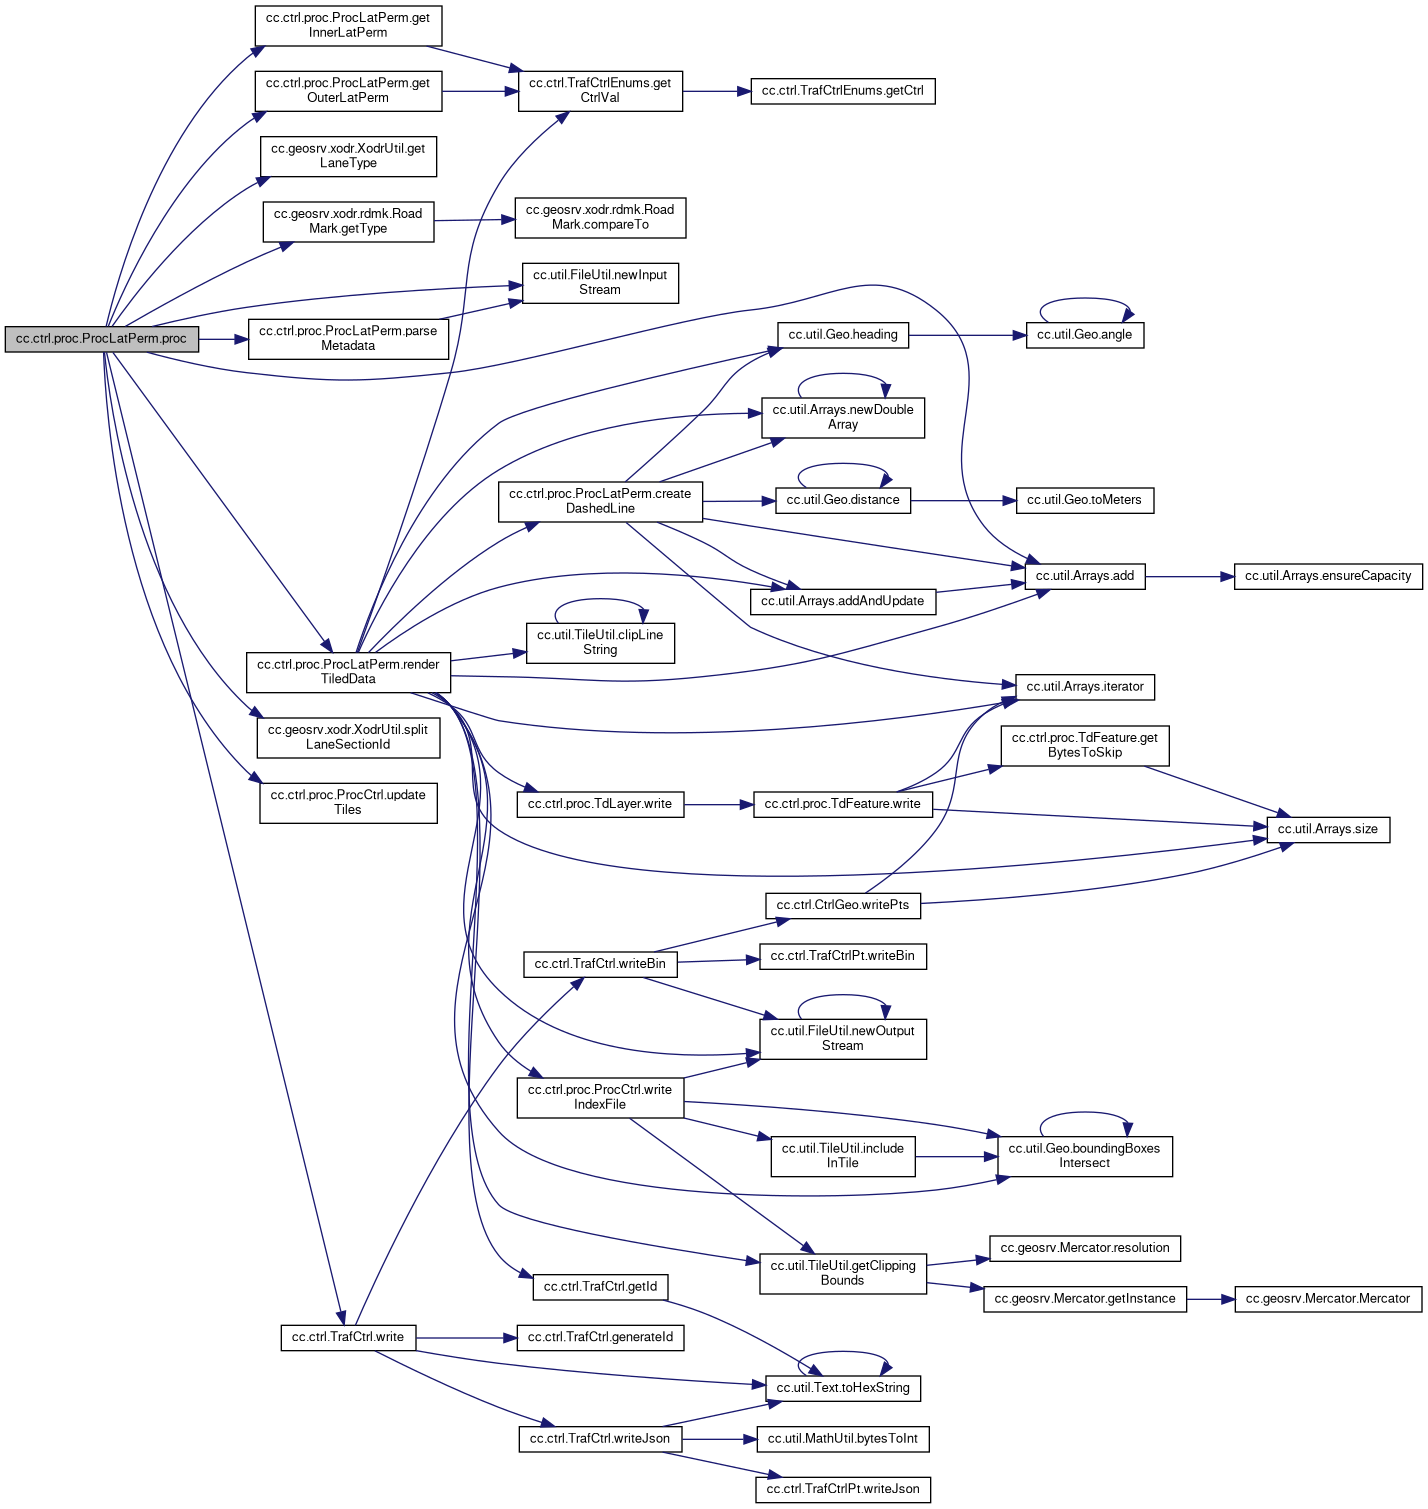 cc.ctrl.proc.ProcLatPerm.get
InnerLatPerm
cc.ctrl.proc.ProcLatPerm.get
OuterLatPerm
cc.ctrl.TrafCtrlEnums.get
CtrlVal
cc.ctrl.TrafCtrlEnums.getCtrl
cc.geosrv.xodr.XodrUtil.get
LaneType
cc.geosrv.xodr.rdmk.Road
Mark.getType
cc.geosrv.xodr.rdmk.Road
Mark.compareTo
cc.util.FileUtil.newInput
Stream
cc.ctrl.proc.ProcLatPerm.proc
cc.ctrl.proc.ProcLatPerm.parse
Metadata
cc.util.Geo.heading
cc.util.Geo.angle
cc.util.Arrays.newDouble
Array
cc.ctrl.proc.ProcLatPerm.create
DashedLine
cc.util.Geo.distance
cc.util.Geo.toMeters
cc.util.Arrays.add
cc.util.Arrays.ensureCapacity
cc.util.Arrays.addAndUpdate
cc.util.TileUtil.clipLine
String
cc.ctrl.proc.ProcLatPerm.render
TiledData
cc.util.Arrays.iterator
cc.geosrv.xodr.XodrUtil.split
LaneSectionId
cc.ctrl.proc.TdFeature.get
BytesToSkip
cc.ctrl.proc.ProcCtrl.update
Tiles
cc.ctrl.proc.TdLayer.write
cc.ctrl.proc.TdFeature.write
cc.util.Arrays.size
cc.ctrl.CtrlGeo.writePts
cc.ctrl.TrafCtrl.writeBin
cc.ctrl.TrafCtrlPt.writeBin
cc.util.FileUtil.newOutput
Stream
cc.ctrl.proc.ProcCtrl.write
IndexFile
cc.util.TileUtil.include
InTile
cc.util.Geo.boundingBoxes
Intersect
cc.util.TileUtil.getClipping
Bounds
cc.geosrv.Mercator.resolution
cc.geosrv.Mercator.getInstance
cc.geosrv.Mercator.Mercator
cc.ctrl.TrafCtrl.getId
cc.ctrl.TrafCtrl.write
cc.ctrl.TrafCtrl.generateId
cc.util.Text.toHexString
cc.ctrl.TrafCtrl.writeJson
cc.util.MathUtil.bytesToInt
cc.ctrl.TrafCtrlPt.writeJson